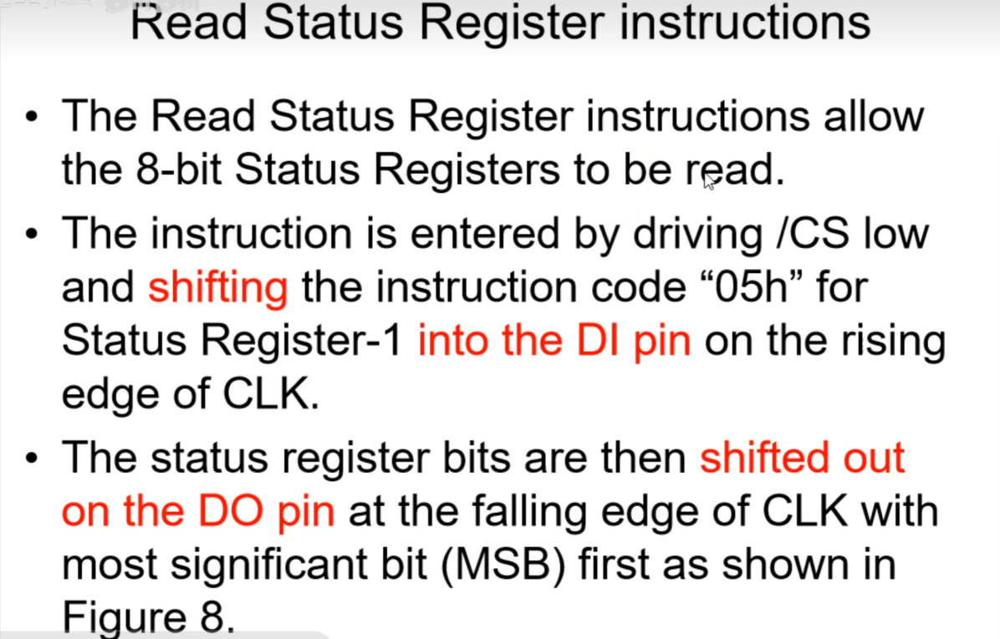 Read Status Register instructions
• The Read Status Register instructions allow
the 8-bit Status Registers to be read.
• The instruction is entered by driving /CS low
and shifting the instruction code “05h” for
Status Register-1 into the DI pin on the rising
edge of CLK.
• The status register bits are then shifted out
on the DO pin at the falling edge of CLK with
most significant bit (MSB) first as shown in
Figure 8.